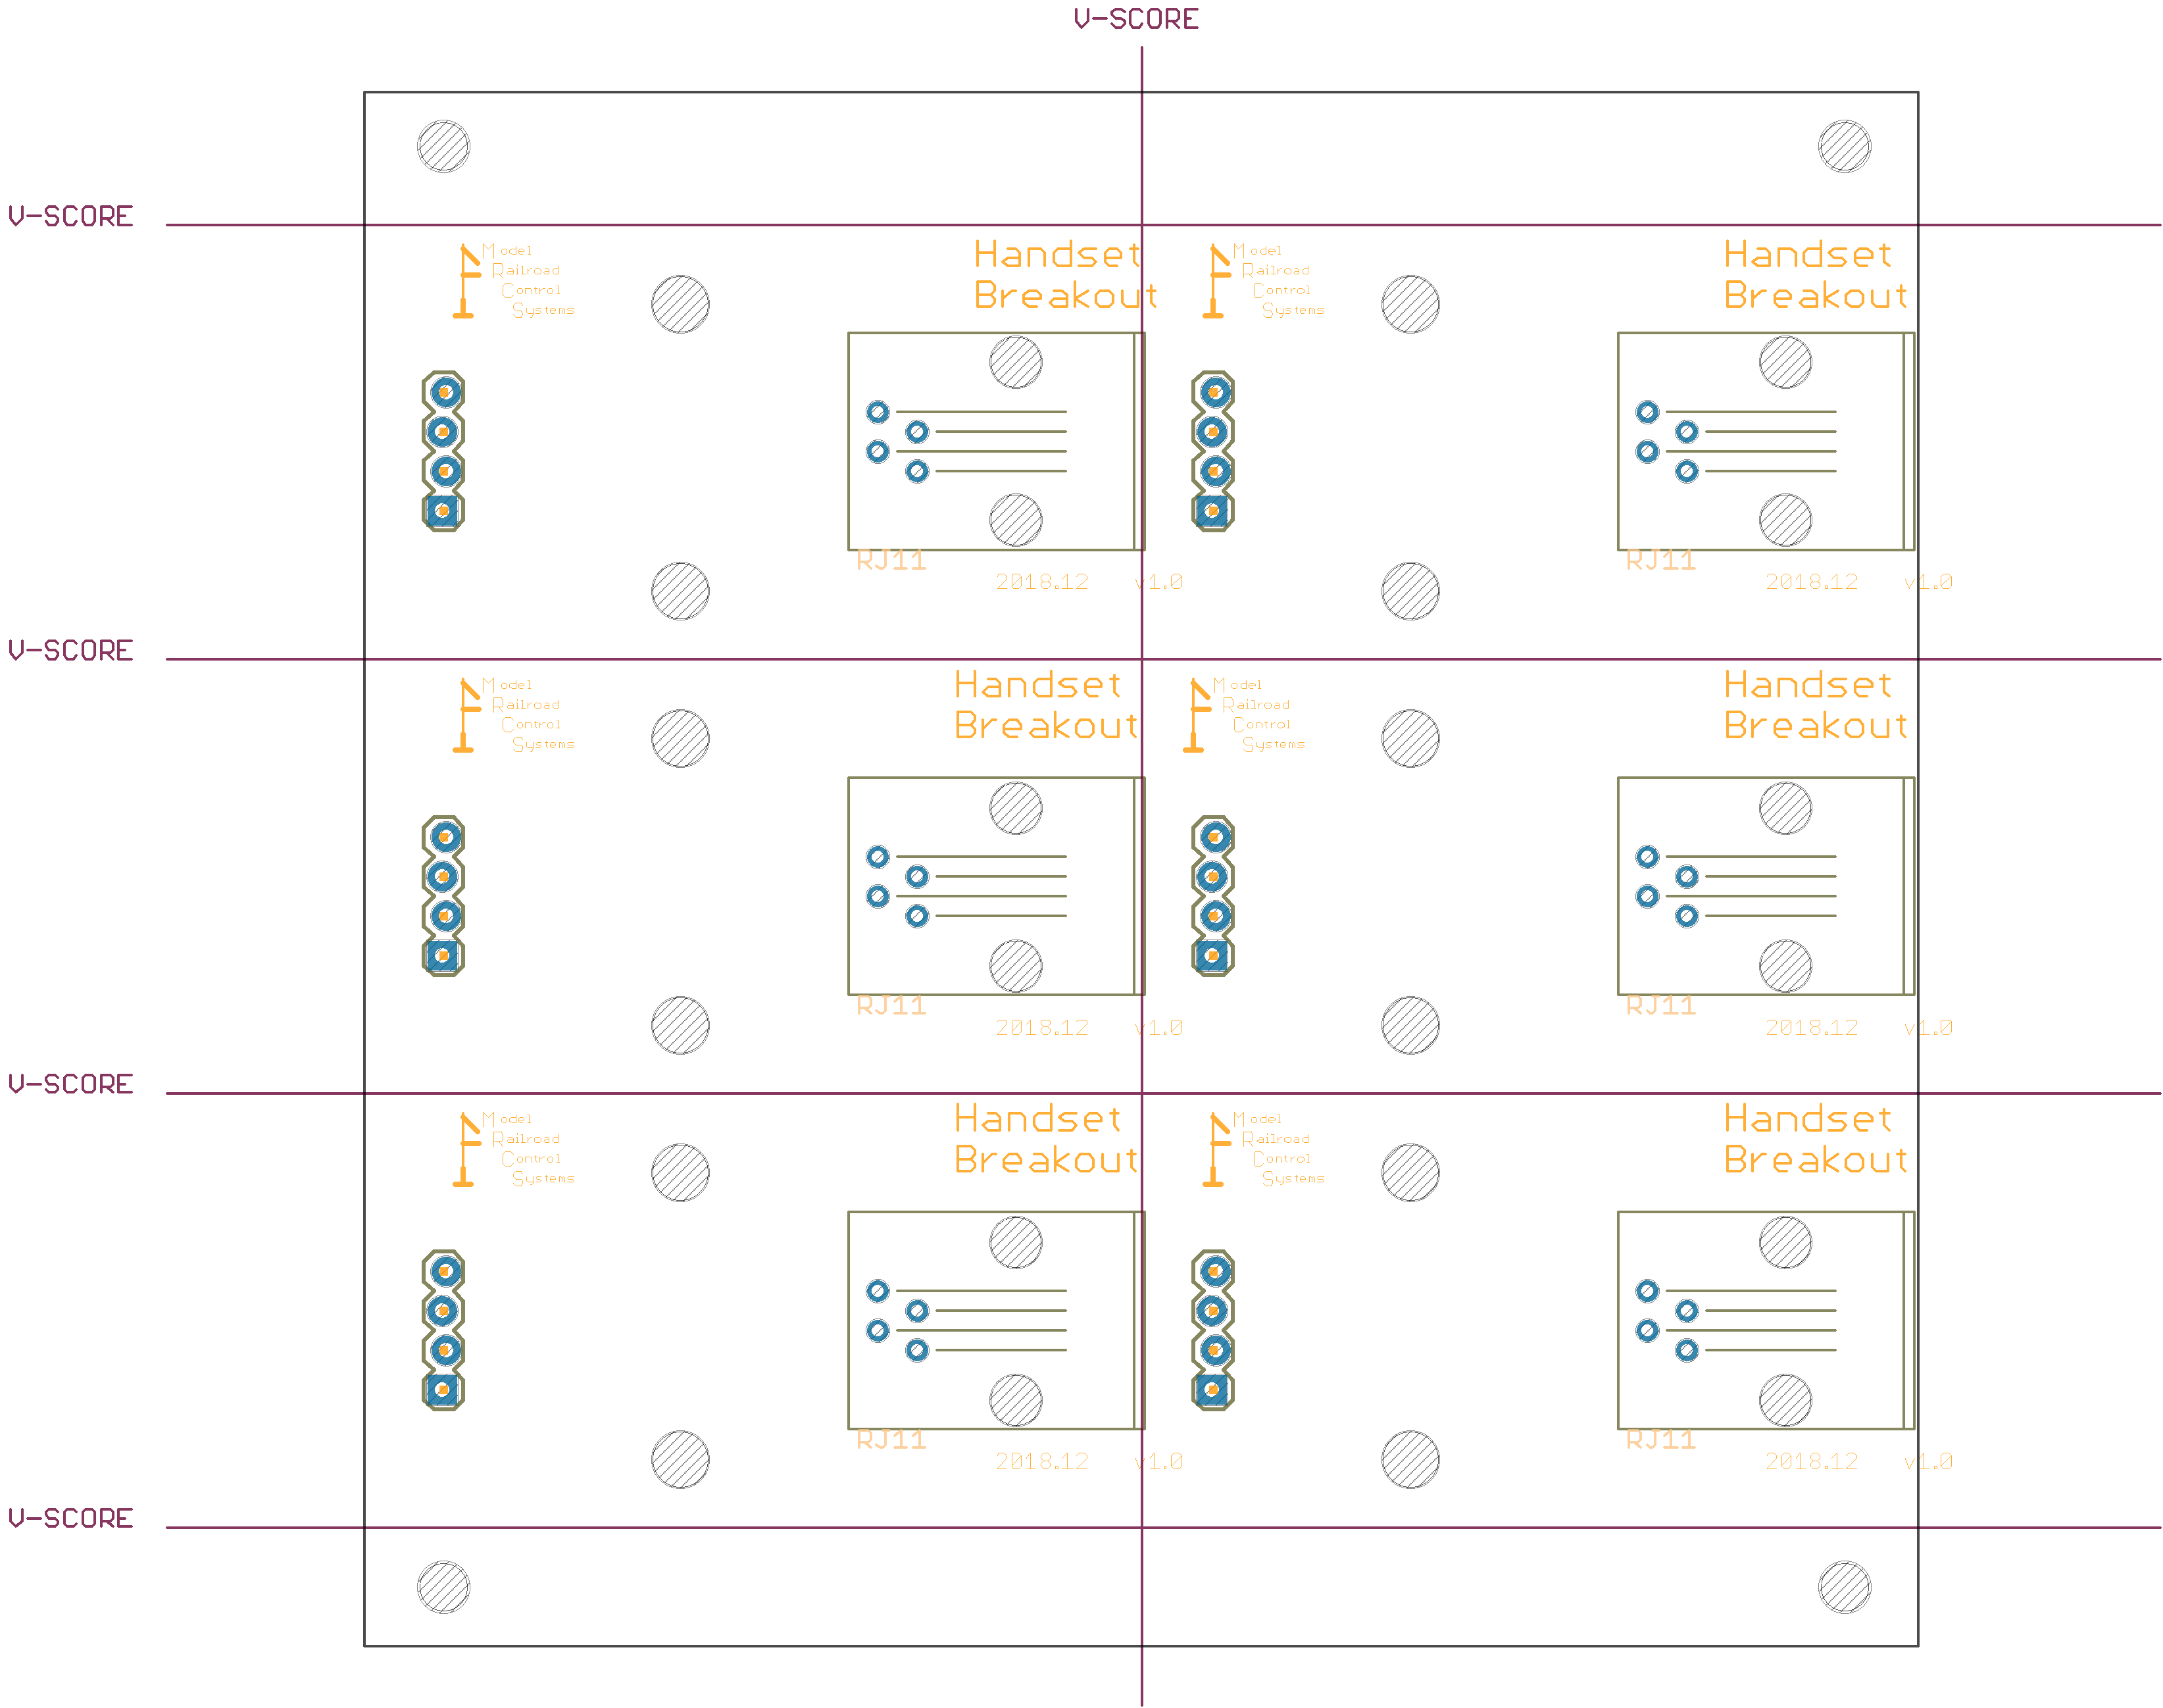 V-SCORE
V-SCORE
Model
Railroad
Control
Systems
Handset
Breakout
Model
Railroad
Control
Systems
Handset
Breakout
RJ11
2018.12 v1.0
RJ11
2018.12 v1.0
V-SCORE
Model
Railroad
Control
Systems
Handset
Breakout
Model
Railroad
Control
Systems
Handset
Breakout
RJ11
2018.12 v1.0
RJ11
2018.12 v1.0
V-SCORE
Model
Railroad
Control
Systems
Handset
Breakout
Model
Railroad
Control
Systems
Handset
Breakout
RJ11
2018.12 v1.0
RJ11
2018.12 v1.0
V-SCORE